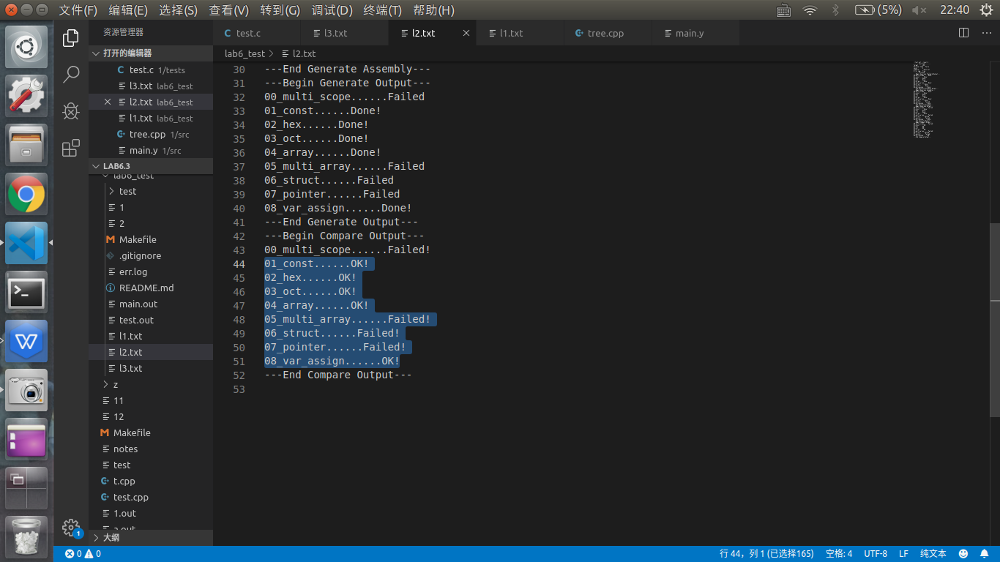 文件(F) 编辑(E) 选择(S) 查看(V) 转到(G) 调试(D) 终端(T) 帮助(H)
(5%) 22:40
资源管理器
打开的编辑器
test.c 1/tests
l3.txt lab6_test
l2.txt lab6_test
l1.txt lab6_test
tree.cpp 1/src
main.y 1/src
LAB6.3
lab6_test
test
1
2
Makefile
.gitignore
err.log
README.md
main.out
test.out
l1.txt
l2.txt
l3.txt
z
11
12
Makefile
notes
test
t.cpp
test.cpp
1.out
a.out
大纲
1
test.c l3.txt l2.txt l1.txt tree.cpp main.y
lab6_test l2.txt
30 ---End Generate Assembly---
31 ---Begin Generate Output---
32 00_multi_scope......Failed
33 01_const......Done!
34 02_hex......Done!
35 03_oct......Done!
36 04_array......Done!
37 05_multi_array......Failed
38 06_struct......Failed
39 07_pointer......Failed
40 08_var_assign......Done!
41 ---End Generate Output---
42 ---Begin Compare Output---
43 00_multi_scope......Failed!
44 01_const......OK!
45 02_hex......OK!
46 03_oct......OK!
47 04_array......OK!
48 05_multi_array......Failed!
49 06_struct......Failed!
50 07_pointer......Failed!
51 08_var_assign......OK!
52 ---End Compare Output---
53
0 0 行 44，列 1 (已选择165) 空格: 4 UTF-8 LF 纯文本